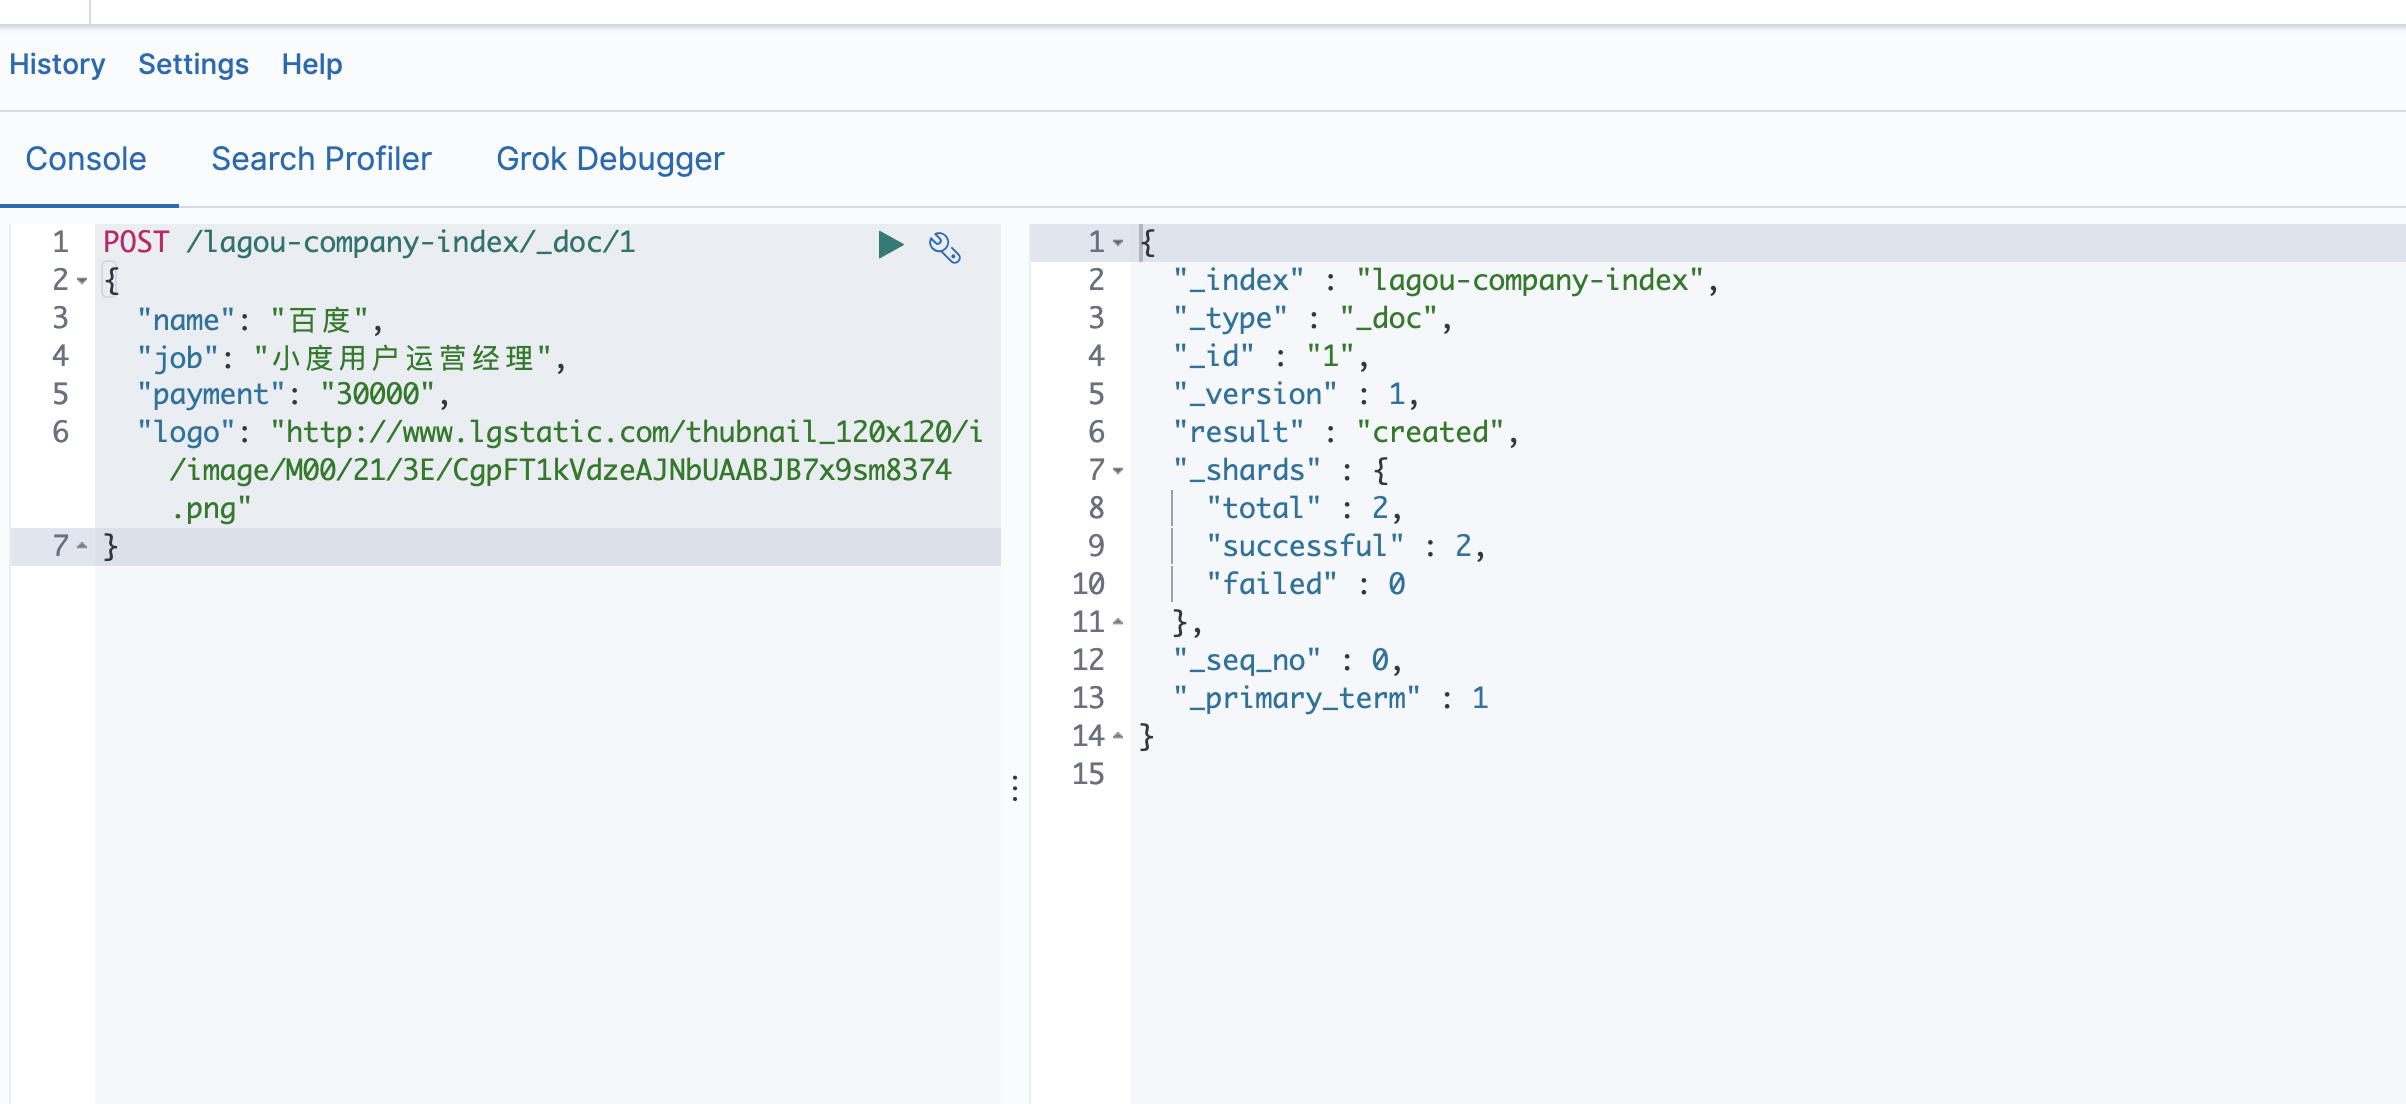 History Settings Help
Console Search Profiler Grok Debugger
1 POST /lagou-company-index/_doc/1
2 {
3 "name": "百度",
4 "job": "小度用户运营经理",
5 "payment": "30000",
6 "logo": "http://www.lgstatic.com/thubnail_120x120/i
/image/M00/21/3E/CgpFT1kVdzeAJNbUAABJB7x9sm8374
.png"
7 }
1 {
2 "_index" : "lagou-company-index",
3 "_type" : "_doc",
4 "_id" : "1",
5 "_version" : 1,
6 "result" : "created",
7 "_shards" : {
8 "total" : 2,
9 "successful" : 2,
10 "failed" : 0
11 },
12 "_seq_no" : 0,
13 "_primary_term" : 1
14 }
15